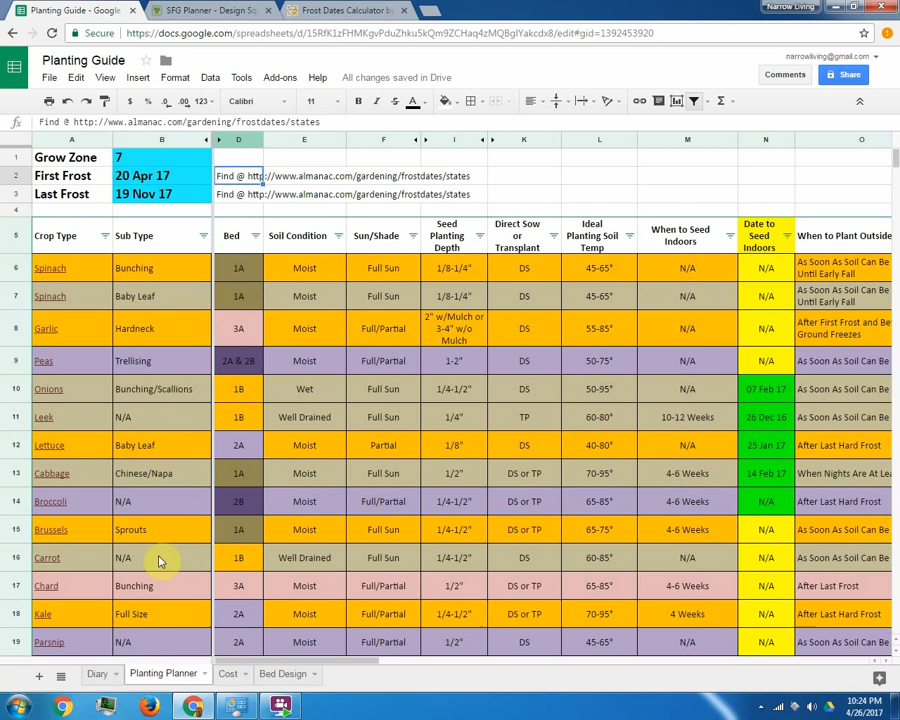 Planting Guide - Google
SFG Planner - Design Sq
Frost Dates Calculator by
Narrow Living
Secure
https://docs.google.com/spreadsheets/d/15RfK1zFHMKgvPduZhku5kQm9ZCHaq4zMQBgIYakcdx8/edit#gid=1392453920
Planting Guide
narrowliving@gmail.com
File Edit View Insert Format Data Tools Add-ons Help All changes saved in Drive
Comments
Share
$ % .0 .00 123 Calibri 11 B I S A Σ
fx Find @ http://www.almanac.com/gardening/frostdates/states
A B D E F I K L M N O
1 Grow Zone 7
2 First Frost 20 Apr 17 Find @ http://www.almanac.com/gardening/frostdates/states
3 Last Frost 19 Nov 17 Find @ http://www.almanac.com/gardening/frostdates/states
4
5 Crop Type Sub Type Bed Soil Condition Sun/Shade Seed Planting Depth Direct Sow or Transplant Ideal Planting Soil Temp When to Seed Indoors Date to Seed Indoors When to Plant Outside
6 Spinach Bunching 1A Moist Full Sun 1/8-1/4" DS 45-65° N/A N/A As Soon As Soil Can Be Until Early Fall
7 Spinach Baby Leaf 1A Moist Full Sun 1/8-1/4" DS 45-65° N/A N/A As Soon As Soil Can Be Until Early Fall
8 Garlic Hardneck 3A Moist Full/Partial 2" w/Mulch or 3-4" w/o Mulch DS 55-85° N/A N/A After First Frost and Be Ground Freezes
9 Peas Trellising 2A & 2B Moist Full/Partial 1-2" DS 50-75° N/A N/A As Soon As Soil Can Be
10 Onions Bunching/Scallions 1B Wet Full Sun 1/4-1/2" DS 50-95° N/A 07 Feb 17 As Soon As Soil Can Be
11 Leek N/A 1B Well Drained Full Sun 1/4" TP 60-80° 10-12 Weeks 26 Dec 16 As Soon As Soil Can Be
12 Lettuce Baby Leaf 2A Moist Partial 1/8" DS 40-80° N/A 25 Jan 17 After Last Hard Frost
13 Cabbage Chinese/Napa 1A Moist Full Sun 1/2" DS or TP 70-95° 4-6 Weeks 14 Feb 17 When Nights Are At Lea
14 Broccoli N/A 2B Moist Full/Partial 1/4-1/2" DS or TP 65-85° 4-6 Weeks N/A After Last Hard Frost
15 Brussels Sprouts 1A Moist Full Sun 1/4-1/2" DS or TP 65-75° 4-6 Weeks N/A As Soon As Soil Can Be
16 Carrot N/A 1B Well Drained Full Sun 1/4-1/2" DS 60-85° N/A N/A As Soon As Soil Can Be
17 Chard Bunching 3A Moist Full/Partial 1/2" DS or TP 65-85° 4-6 Weeks N/A After Last Frost
18 Kale Full Size 2A Moist Full/Partial 1/4-1/2" DS or TP 70-95° 4 Weeks N/A After Last Hard Frost
19 Parsnip N/A 2A Moist Full/Partial 1/2" DS 45-65° N/A N/A As Soon As Soil Can Be
Diary Planting Planner Cost Bed Design
10:24 PM
4/26/2017